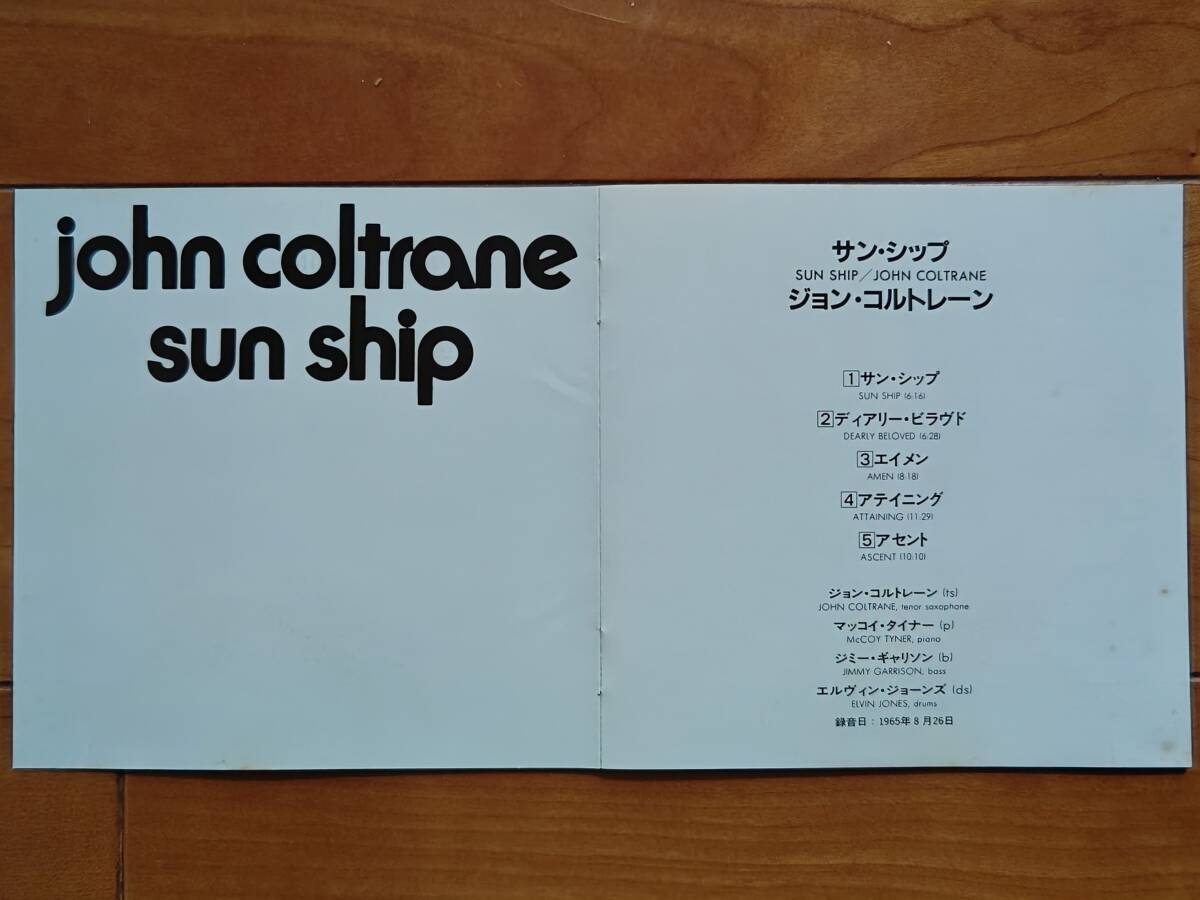 john coltrane
sun ship
サン・シップ
SUN SHIP／JOHN COLTRANE
ジョン・コルトレーン
1サン・シップ
SUN SHIP (6:16)
2ディアリー・ビラヴド
DEARLY BELOVED (6:28)
3エイメン
AMEN (8:18)
4アテイニング
ATTAINING (11:29)
5アセント
ASCENT (10:10)
ジョン・コルトレーン (ts)
JOHN COLTRANE, tenor saxophone
マッコイ・タイナー (p)
McCOY TYNER, piano
ジミー・ギャリソン (b)
JIMMY GARRISON, bass
エルヴィン・ジョーンズ (ds)
ELVIN JONES, drums
録音日：1965年8月26日